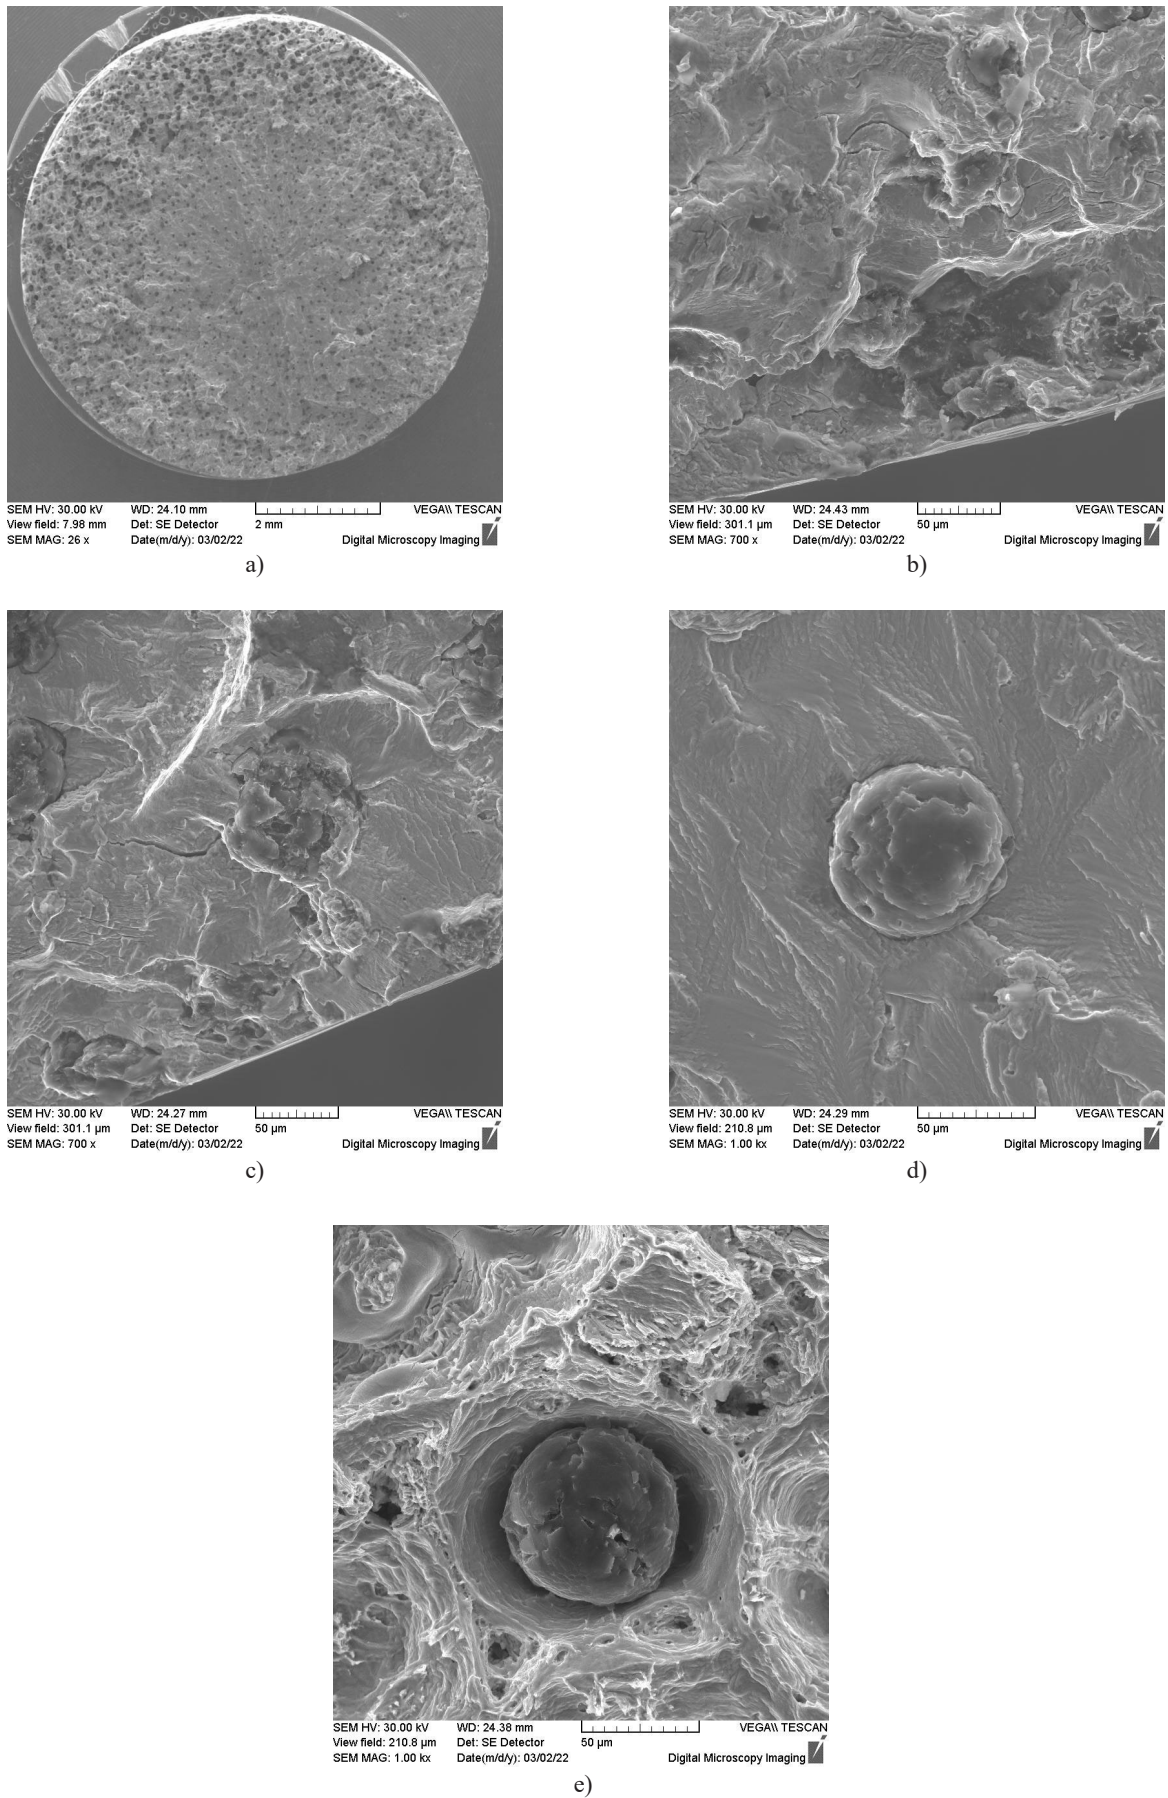 SEM HV: 30.00 kV WD: 24.10 mm VEGA\\ TESCAN
View field: 7.98 mm Det: SE Detector 2 mm
SEM MAG: 26 x Date(m/d/y): 03/02/22 Digital Microscopy Imaging
a)
SEM HV: 30.00 kV WD: 24.43 mm VEGA\\ TESCAN
View field: 301.1 µm Det: SE Detector 50 µm
SEM MAG: 700 x Date(m/d/y): 03/02/22 Digital Microscopy Imaging
b)
SEM HV: 30.00 kV WD: 24.27 mm VEGA\\ TESCAN
View field: 301.1 µm Det: SE Detector 50 µm
SEM MAG: 700 x Date(m/d/y): 03/02/22 Digital Microscopy Imaging
c)
SEM HV: 30.00 kV WD: 24.29 mm VEGA\\ TESCAN
View field: 210.8 µm Det: SE Detector 50 µm
SEM MAG: 1.00 kx Date(m/d/y): 03/02/22 Digital Microscopy Imaging
d)
SEM HV: 30.00 kV WD: 24.38 mm VEGA\\ TESCAN
View field: 210.8 µm Det: SE Detector 50 µm
SEM MAG: 1.00 kx Date(m/d/y): 03/02/22 Digital Microscopy Imaging
e)